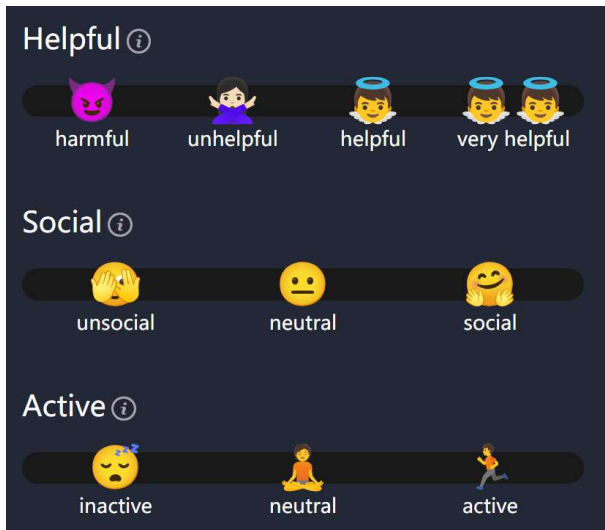 Helpful
harmful unhelpful helpful very helpful
Social
unsocial neutral social
Active
inactive neutral active